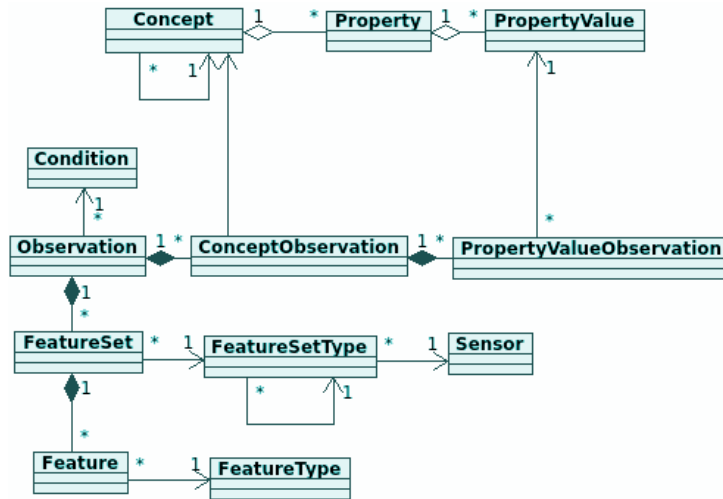 Concept 1 * Property 1 * PropertyValue
* 1 1
Condition
1
* *
Observation 1 * ConceptObservation 1 * PropertyValueObservation
1
*
FeatureSet * 1 FeatureSetType * 1 Sensor
1 * 1
*
Feature * 1 FeatureType